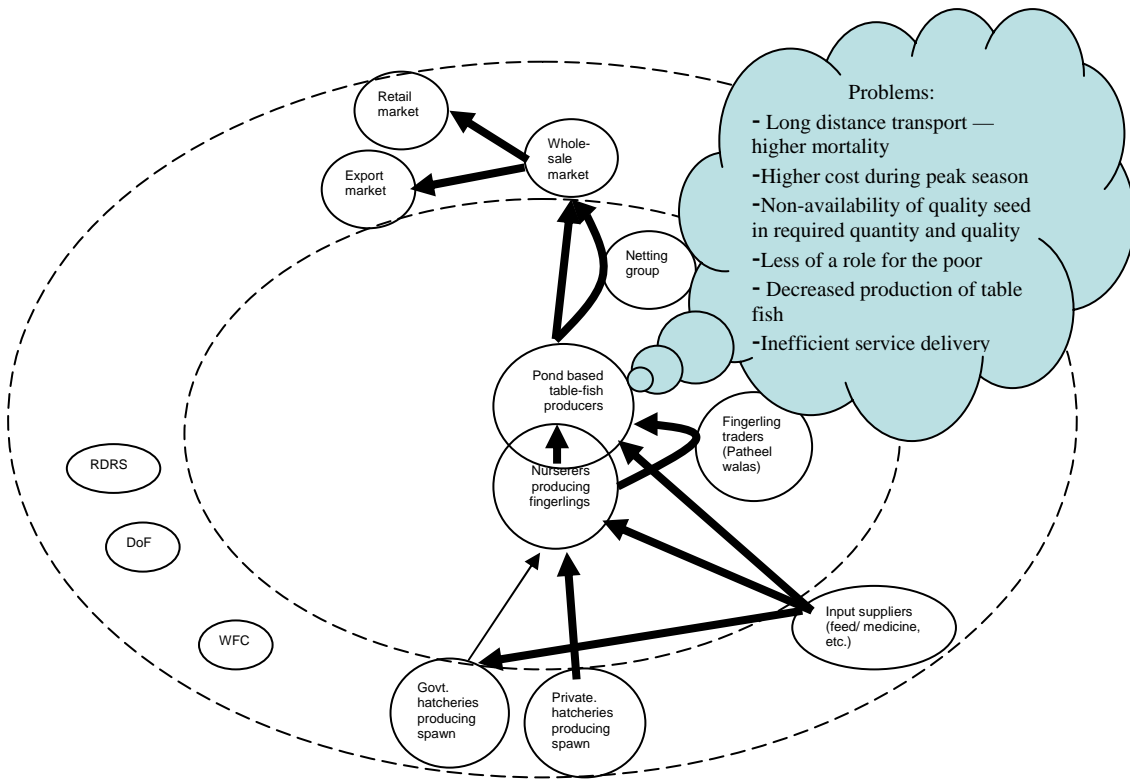 Retail
market
Whole-
sale
market
Export
market
Netting
group
Problems:
- Long distance transport —
higher mortality
-Higher cost during peak season
-Non-availability of quality seed
in required quantity and quality
-Less of a role for the poor
- Decreased production of table
fish
-Inefficient service delivery
Pond based
table-fish
producers
Fingerling
traders
(Patheel
walas)
Nurserers
producing
fingerlings
RDRS
DoF
WFC
Input suppliers
(feed/ medicine,
etc.)
Govt.
hatcheries
producing
spawn
Private.
hatcheries
producing
spawn